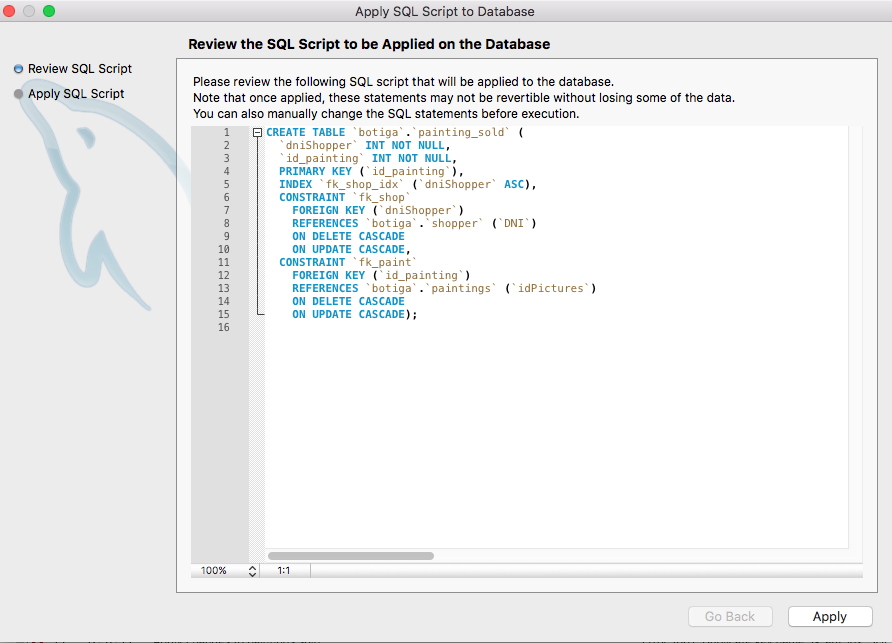 Apply SQL Script to Database
Review the SQL Script to be Applied on the Database
Review SQL Script
Apply SQL Script
Please review the following SQL script that will be applied to the database.
Note that once applied, these statements may not be revertible without losing some of the data.
You can also manually change the SQL statements before execution.
1 CREATE TABLE `botiga`.`painting_sold` (
2 `dniShopper` INT NOT NULL,
3 `id_painting` INT NOT NULL,
4 PRIMARY KEY (`id_painting`),
5 INDEX `fk_shop_idx` (`dniShopper` ASC),
6 CONSTRAINT `fk_shop`
7 FOREIGN KEY (`dniShopper`)
8 REFERENCES `botiga`.`shopper` (`DNI`)
9 ON DELETE CASCADE
10 ON UPDATE CASCADE,
11 CONSTRAINT `fk_paint`
12 FOREIGN KEY (`id_painting`)
13 REFERENCES `botiga`.`paintings` (`idPictures`)
14 ON DELETE CASCADE
15 ON UPDATE CASCADE);
16
100% 1:1
Go Back Apply